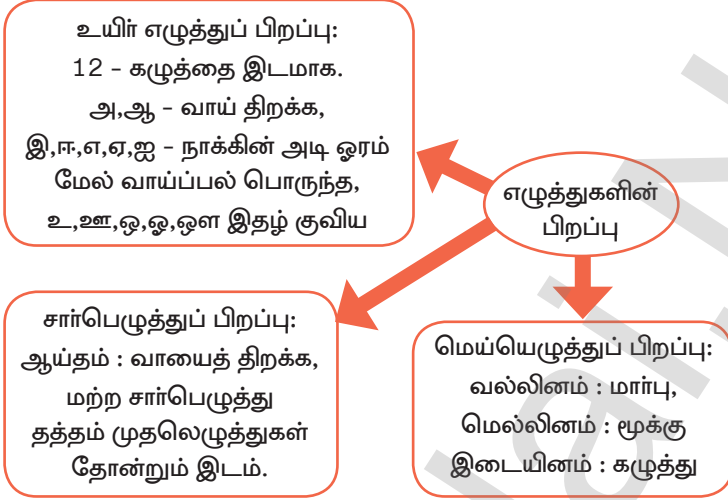 உயிர் எழுத்துப் பிறப்பு:
12 - கழுத்தை இடமாக.
அ,ஆ - வாய் திறக்க,
இ,ஈ,எ,ஏ,ஐ - நாக்கின் அடி ஓரம்
மேல் வாய்ப்பல் பொருந்த,
உ,ஊ,ஒ,ஓ,ஔ இதழ் குவிய
எழுத்துகளின்
பிறப்பு
சார்பெழுத்துப் பிறப்பு:
ஆய்தம் : வாயைத் திறக்க,
மற்ற சார்பெழுத்து
தத்தம் முதலெழுத்துகள்
தோன்றும் இடம்.
மெய்யெழுத்துப் பிறப்பு:
வல்லினம் : மார்பு,
மெல்லினம் : மூக்கு
இடையினம் : கழுத்து